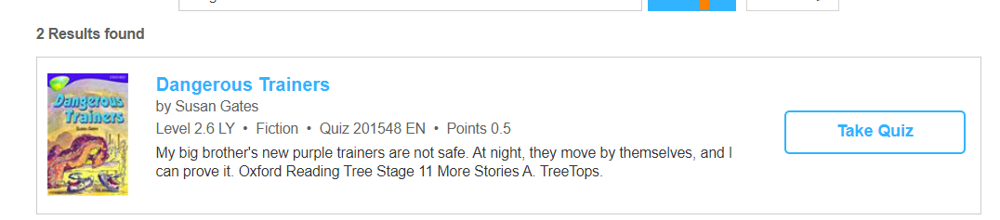 2 Results found
Dangerous Trainers
by Susan Gates
Level 2.6 LY • Fiction • Quiz 201548 EN • Points 0.5
My big brother's new purple trainers are not safe. At night, they move by themselves, and I
can prove it. Oxford Reading Tree Stage 11 More Stories A. TreeTops.
Take Quiz
Dangerous
Trainers
Susan Gates